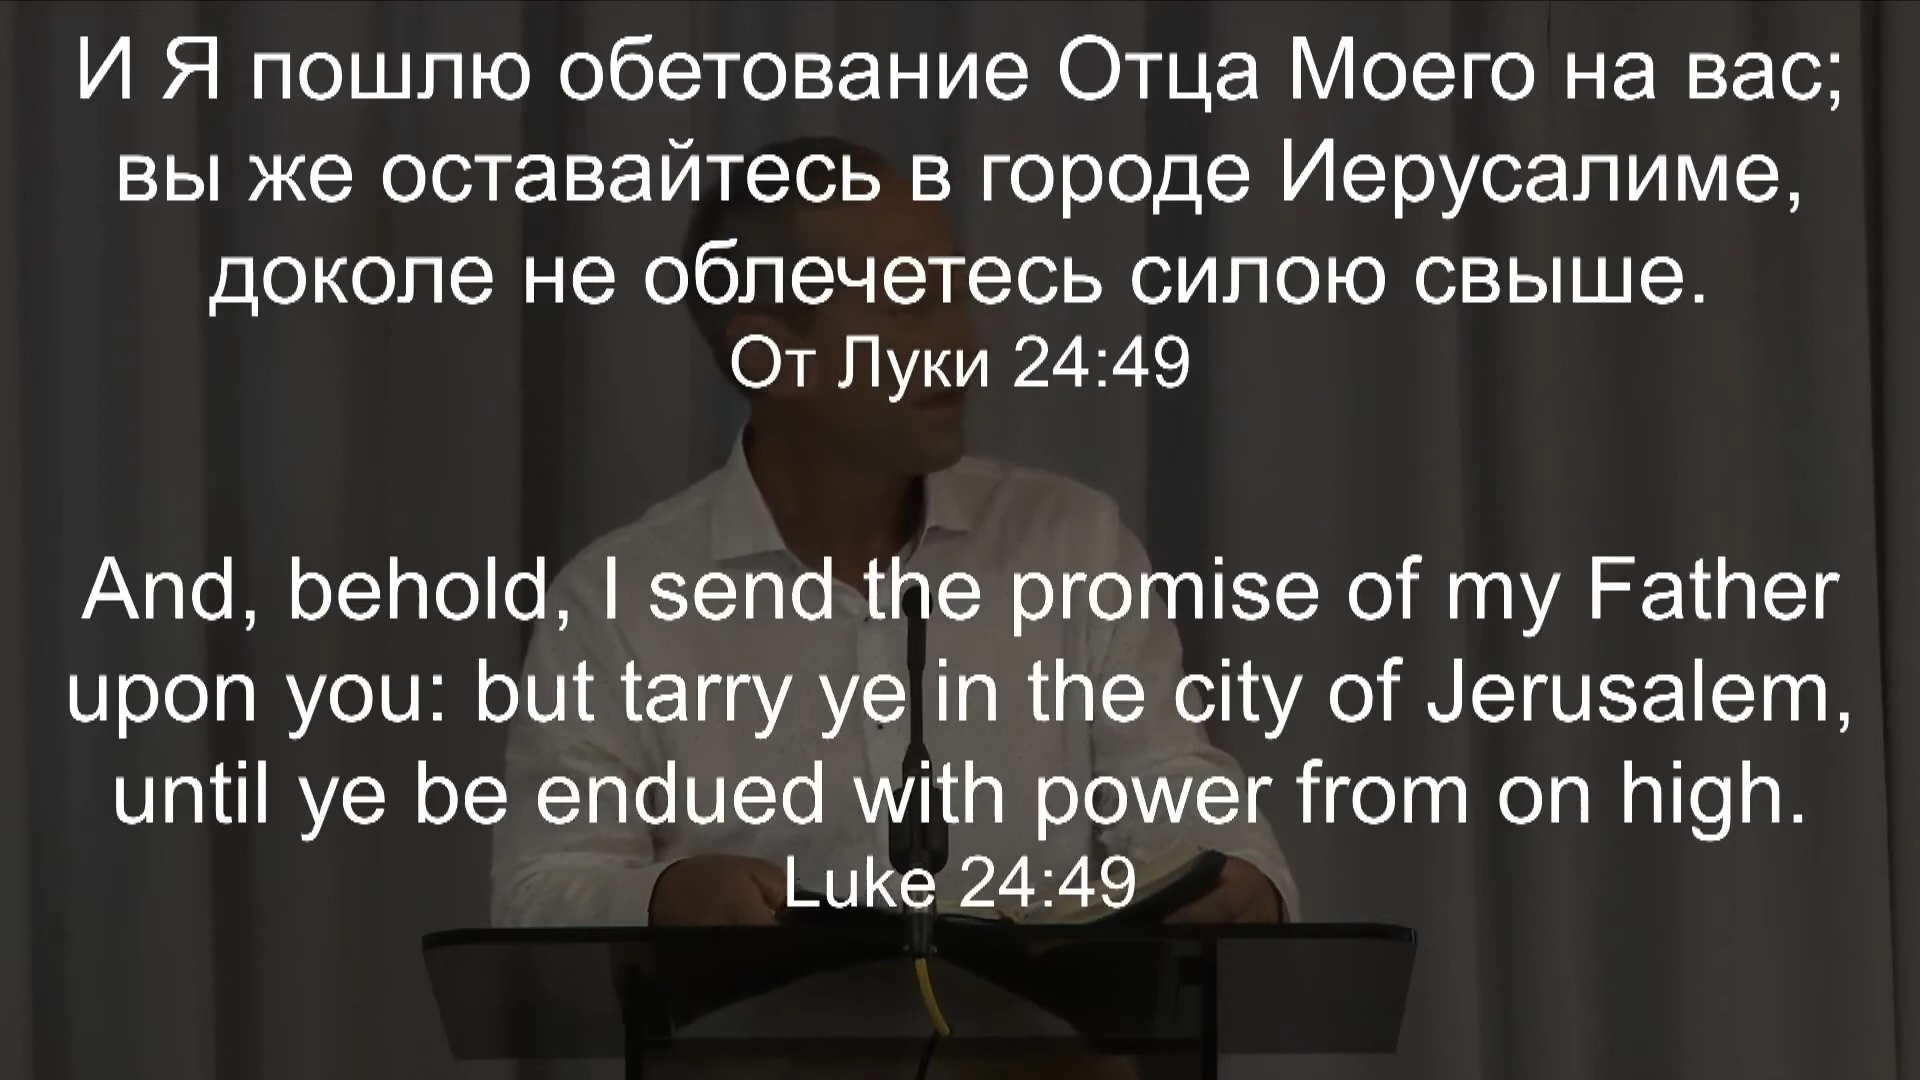 И Я пошлю обетование Отца Моего на вас;
вы же оставайтесь в городе Иерусалиме,
доколе не облечетесь силою свыше.
От Луки 24:49
And, behold, I send the promise of my Father
upon you: but tarry ye in the city of Jerusalem,
until ye be endued with power from on high.
Luke 24:49